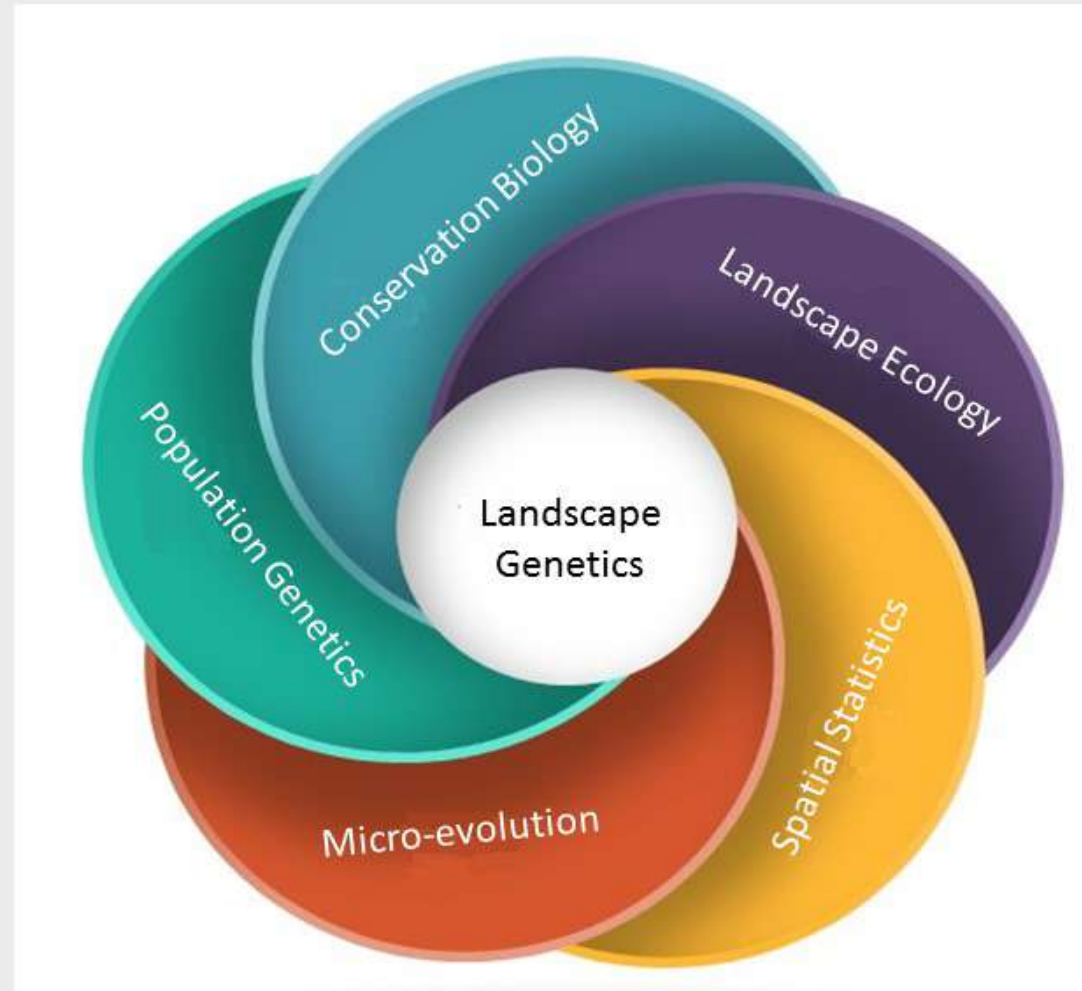 Conservation Biology
Landscape Ecology
Population Genetics
Landscape
Genetics
Spatial Statistics
Micro-evolution